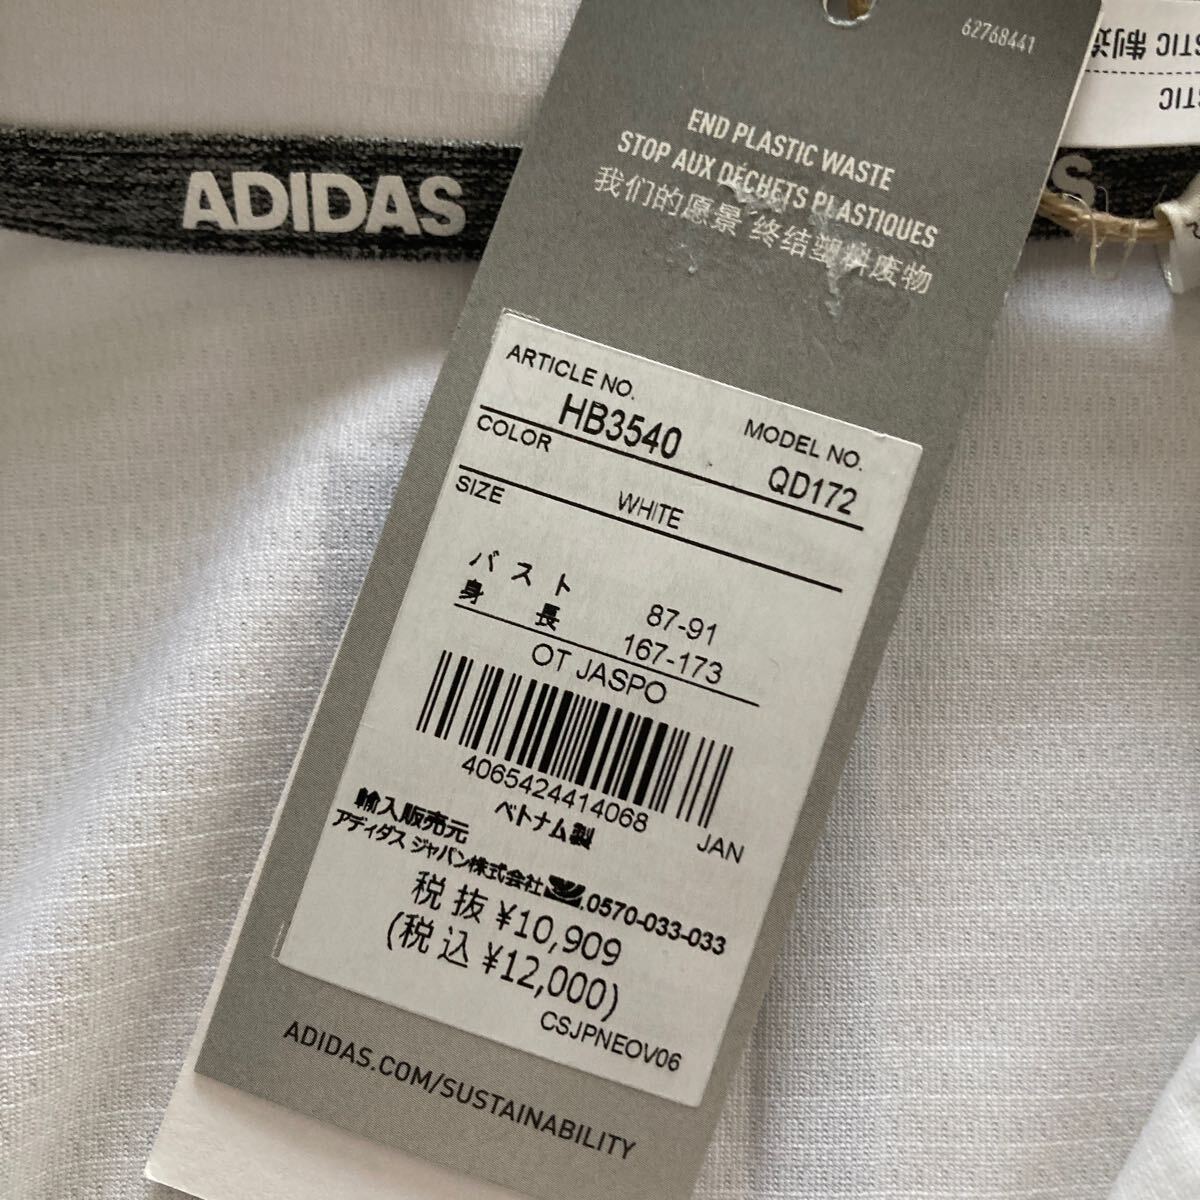 62768441
STIC 制造
STIC
END PLASTIC WASTE
STOP AUX DÉCHETS PLASTIQUES
我们的愿景 终结塑料废物
ADIDAS
S
ARTICLE NO.
HB3540
MODEL NO.
QD172
COLOR
WHITE
SIZE
バスト 87-91
身長 167-173
OT JASPO
4065424414068
JAN
ベトナム製
輸入販売元
アディダス ジャパン株式会社 .0570-033-033
税抜 ¥10,909
(税込 ¥12,000)
CSJPNEOV06
ADIDAS.COM/SUSTAINABILITY